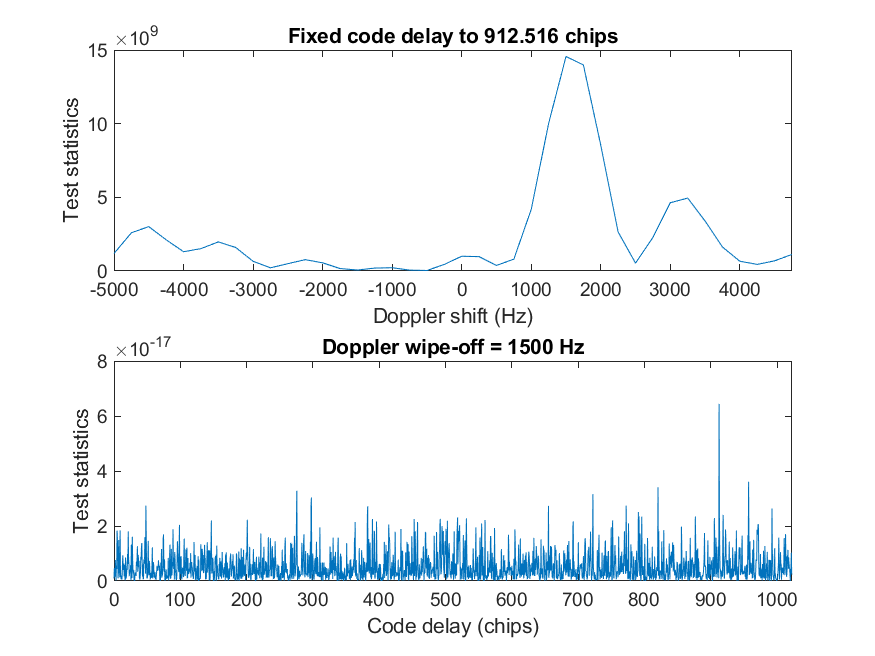 ×10⁹
Fixed code delay to 912.516 chips
15
10
5
0
Test statistics
-5000 -4000 -3000 -2000 -1000 0 1000 2000 3000 4000
Doppler shift (Hz)
×10⁻¹⁷
Doppler wipe-off = 1500 Hz
8
6
4
2
0
Test statistics
0 100 200 300 400 500 600 700 800 900 1000
Code delay (chips)